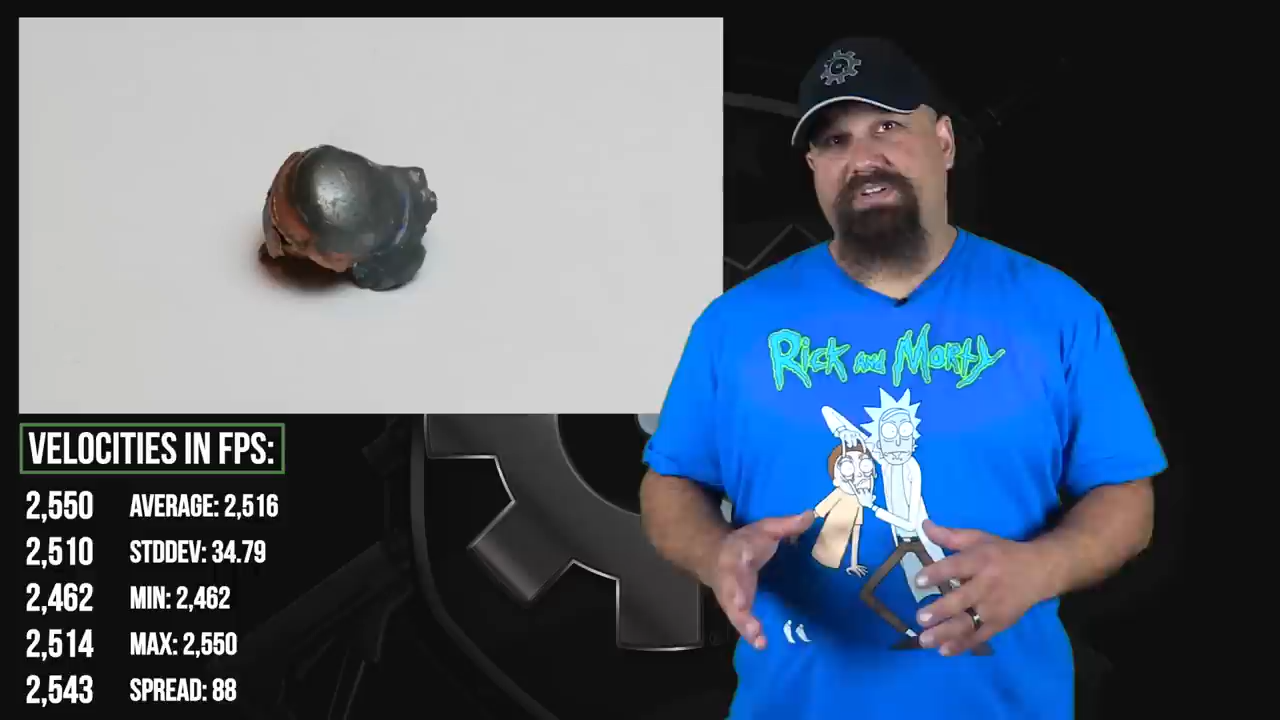 RICK AND MORTY
VELOCITIES IN FPS:
2,550 AVERAGE: 2,516
2,510 STDDEV: 34.79
2,462 MIN: 2,462
2,514 MAX: 2,550
2,543 SPREAD: 88